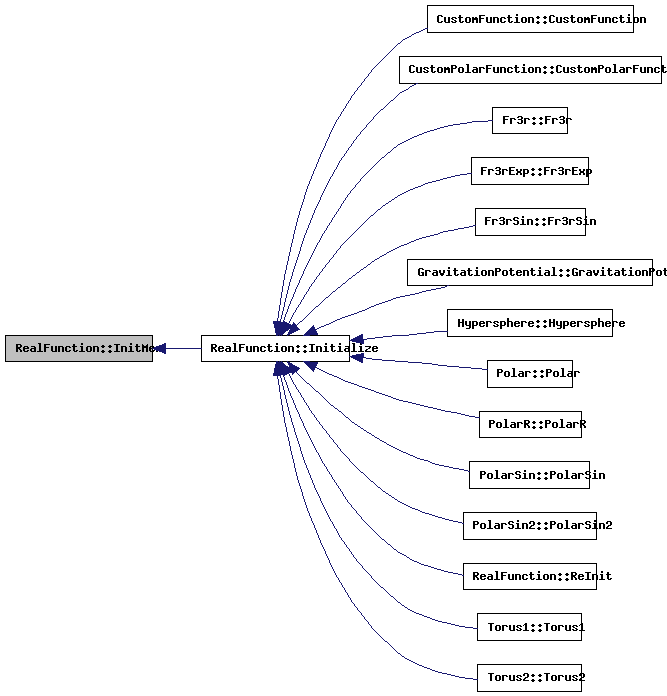 CustomFunction::CustomFunction
CustomPolarFunction::CustomPolarFunct
Fr3r::Fr3r
Fr3rExp::Fr3rExp
Fr3rSin::Fr3rSin
GravitationPotential::GravitationPot
Hypersphere::Hypersphere
RealFunction::InitMe
RealFunction::Initialize
Polar::Polar
PolarR::PolarR
PolarSin::PolarSin
PolarSin2::PolarSin2
RealFunction::ReInit
Torus1::Torus1
Torus2::Torus2